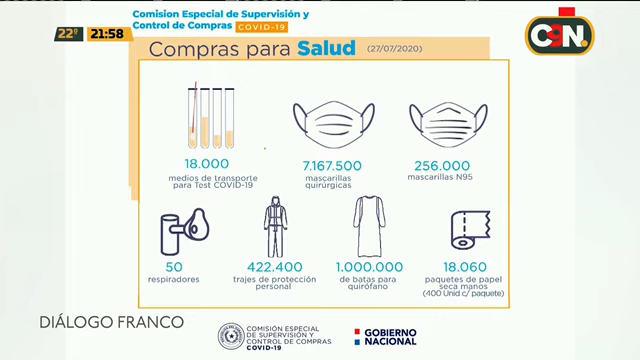 Comision Especial de Supervisión y
Control de Compras COVID-19
22º 21:58
C9N.
Compras para Salud (27/07/2020)
18.000
medios de transporte
para Test COVID-19
7.167.500
mascarillas
quirúrgicas
256.000
mascarillas N95
50
respiradores
422.400
trajes de protección
personal
1.000.000
de batas para
quirófano
18.060
paquetes de papel
seca manos
(400 Unid c/ paquete)
DIÁLOGO FRANCO
COMISIÓN ESPECIAL
DE SUPERVISIÓN Y
CONTROL DE COMPRAS
COVID-19
GOBIERNO
NACIONAL